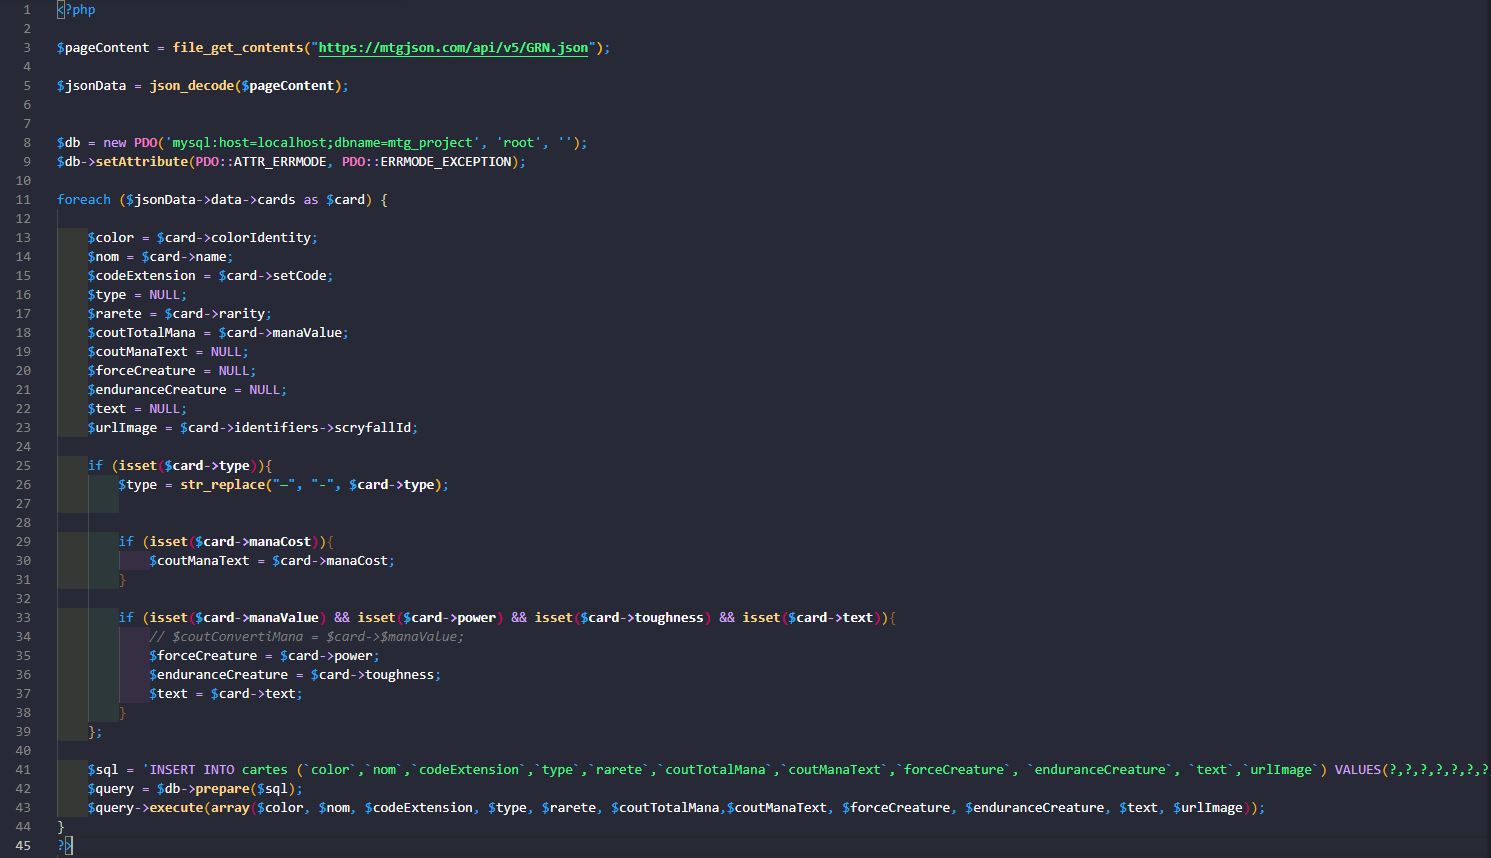 1 <?php
2
3 $pageContent = file_get_contents("https://mtgjson.com/api/v5/GRN.json");
4
5 $jsonData = json_decode($pageContent);
6
7
8 $db = new PDO('mysql:host=localhost;dbname=mtg_project', 'root', '');
9 $db->setAttribute(PDO::ATTR_ERRMODE, PDO::ERRMODE_EXCEPTION);
10
11 foreach ($jsonData->data->cards as $card) {
12
13 $color = $card->colorIdentity;
14 $nom = $card->name;
15 $codeExtension = $card->setCode;
16 $type = NULL;
17 $rarete = $card->rarity;
18 $coutTotalMana = $card->manaValue;
19 $coutManaText = NULL;
20 $forceCreature = NULL;
21 $enduranceCreature = NULL;
22 $text = NULL;
23 $urlImage = $card->identifiers->scryfallId;
24
25 if (isset($card->type)){
26 $type = str_replace("—", "-", $card->type);
27
28
29 if (isset($card->manaCost)){
30 $coutManaText = $card->manaCost;
31 }
32
33 if (isset($card->manaValue) && isset($card->power) && isset($card->toughness) && isset($card->text)){
34 // $coutConvertiMana = $card->$manaValue;
35 $forceCreature = $card->power;
36 $enduranceCreature = $card->toughness;
37 $text = $card->text;
38 }
39 };
40
41 $sql = 'INSERT INTO cartes (`color`,`nom`,`codeExtension`,`type`,`rarete`,`coutTotalMana`,`coutManaText`,`forceCreature`, `enduranceCreature`, `text`,`urlImage`) VALUES(?,?,?,?,?,?,?
42 $query = $db->prepare($sql);
43 $query->execute(array($color, $nom, $codeExtension, $type, $rarete, $coutTotalMana,$coutManaText, $forceCreature, $enduranceCreature, $text, $urlImage));
44 }
45 ?>